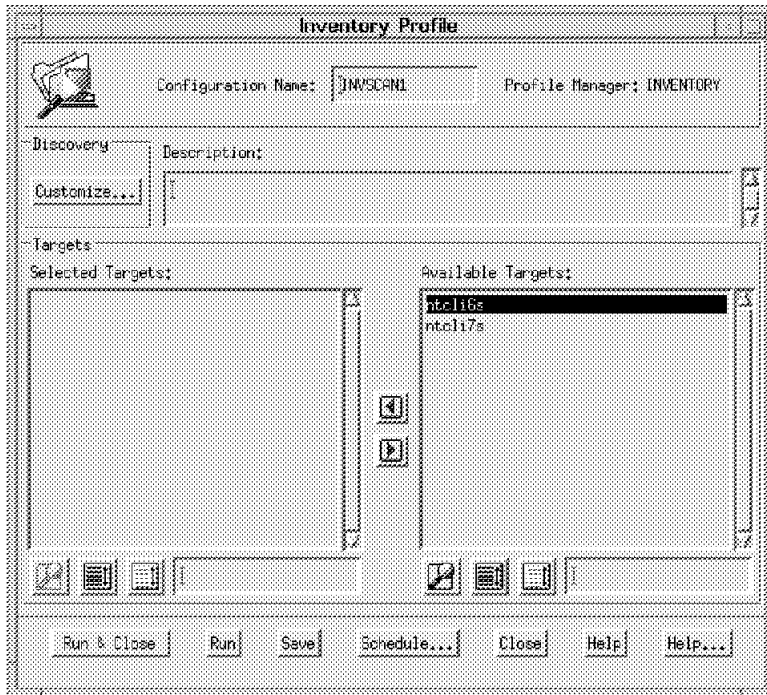 Inventory Profile
Configuration Name: INVSCAN1 Profile Manager: INVENTORY
Discovery
Description:
Customize...
Targets
Selected Targets:
Available Targets:
ntcli6s
ntcli7s
Run & Close Run Save Schedule... Close Help Help...